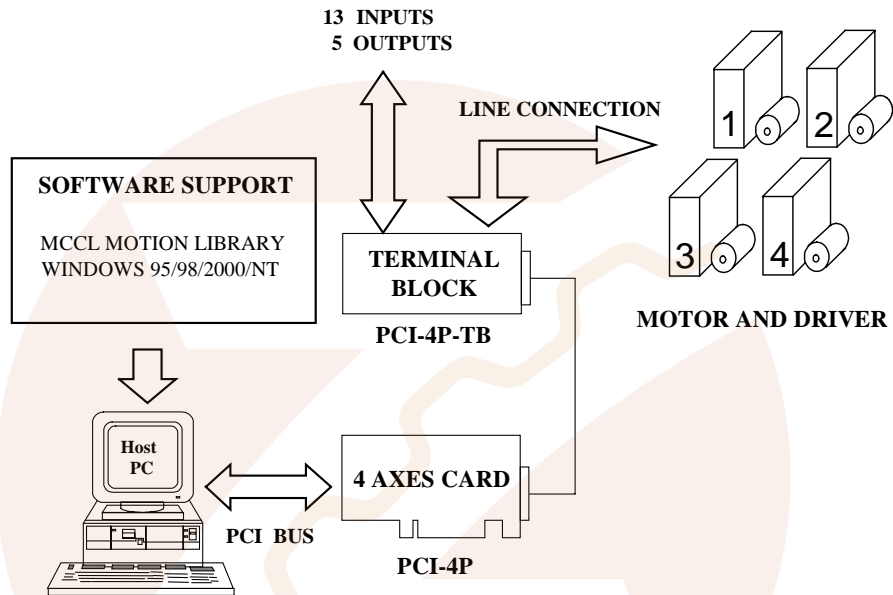 13 INPUTS
5 OUTPUTS
LINE CONNECTION
1
2
3
4
MOTOR AND DRIVER
SOFTWARE SUPPORT
MCCL MOTION LIBRARY
WINDOWS 95/98/2000/NT
TERMINAL
BLOCK
PCI-4P-TB
Host
PC
PCI BUS
4 AXES CARD
PCI-4P